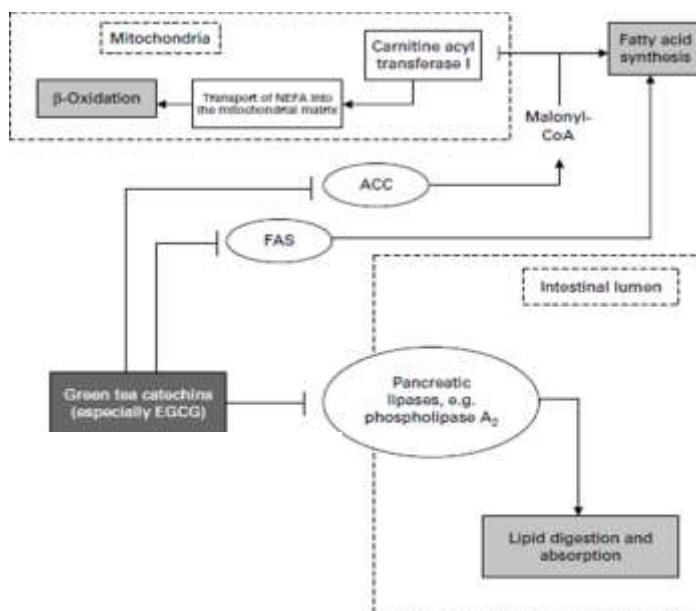 Mitochondria
Carnitine acyl
transferase I
Fatty acid
synthesis
β-Oxidation
Transport of NEFA into
the mitochondrial matrix
Malonyl-
CoA
ACC
FAS
Intestinal lumen
Green tea catechins
(especially EGCG)
Pancreatic
lipases, e.g.
phospholipase A₂
Lipid digestion and
absorption